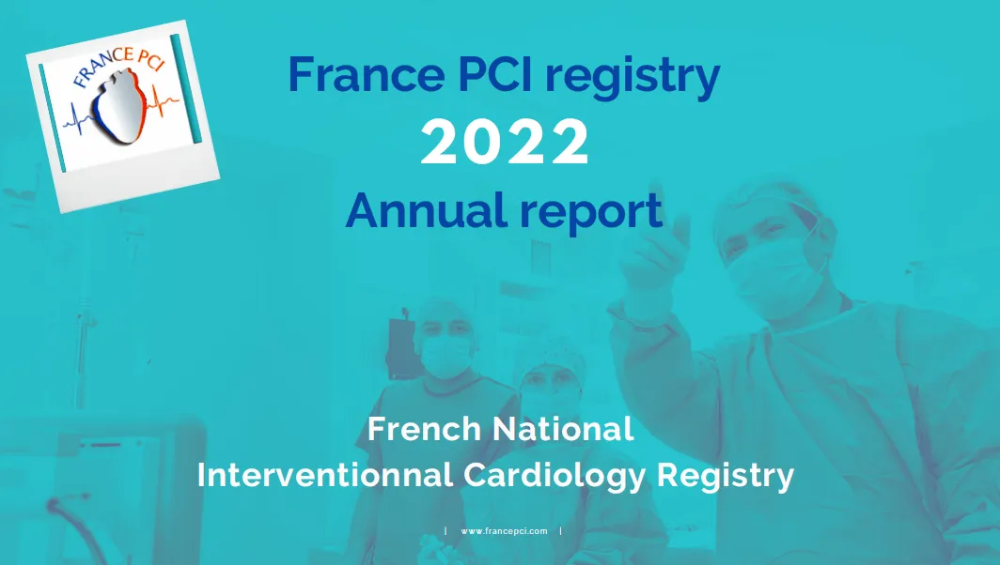 FRANCE PCI
France PCI registry
2022
Annual report
French National
Interventionnal Cardiology Registry
| www.francepci.com |